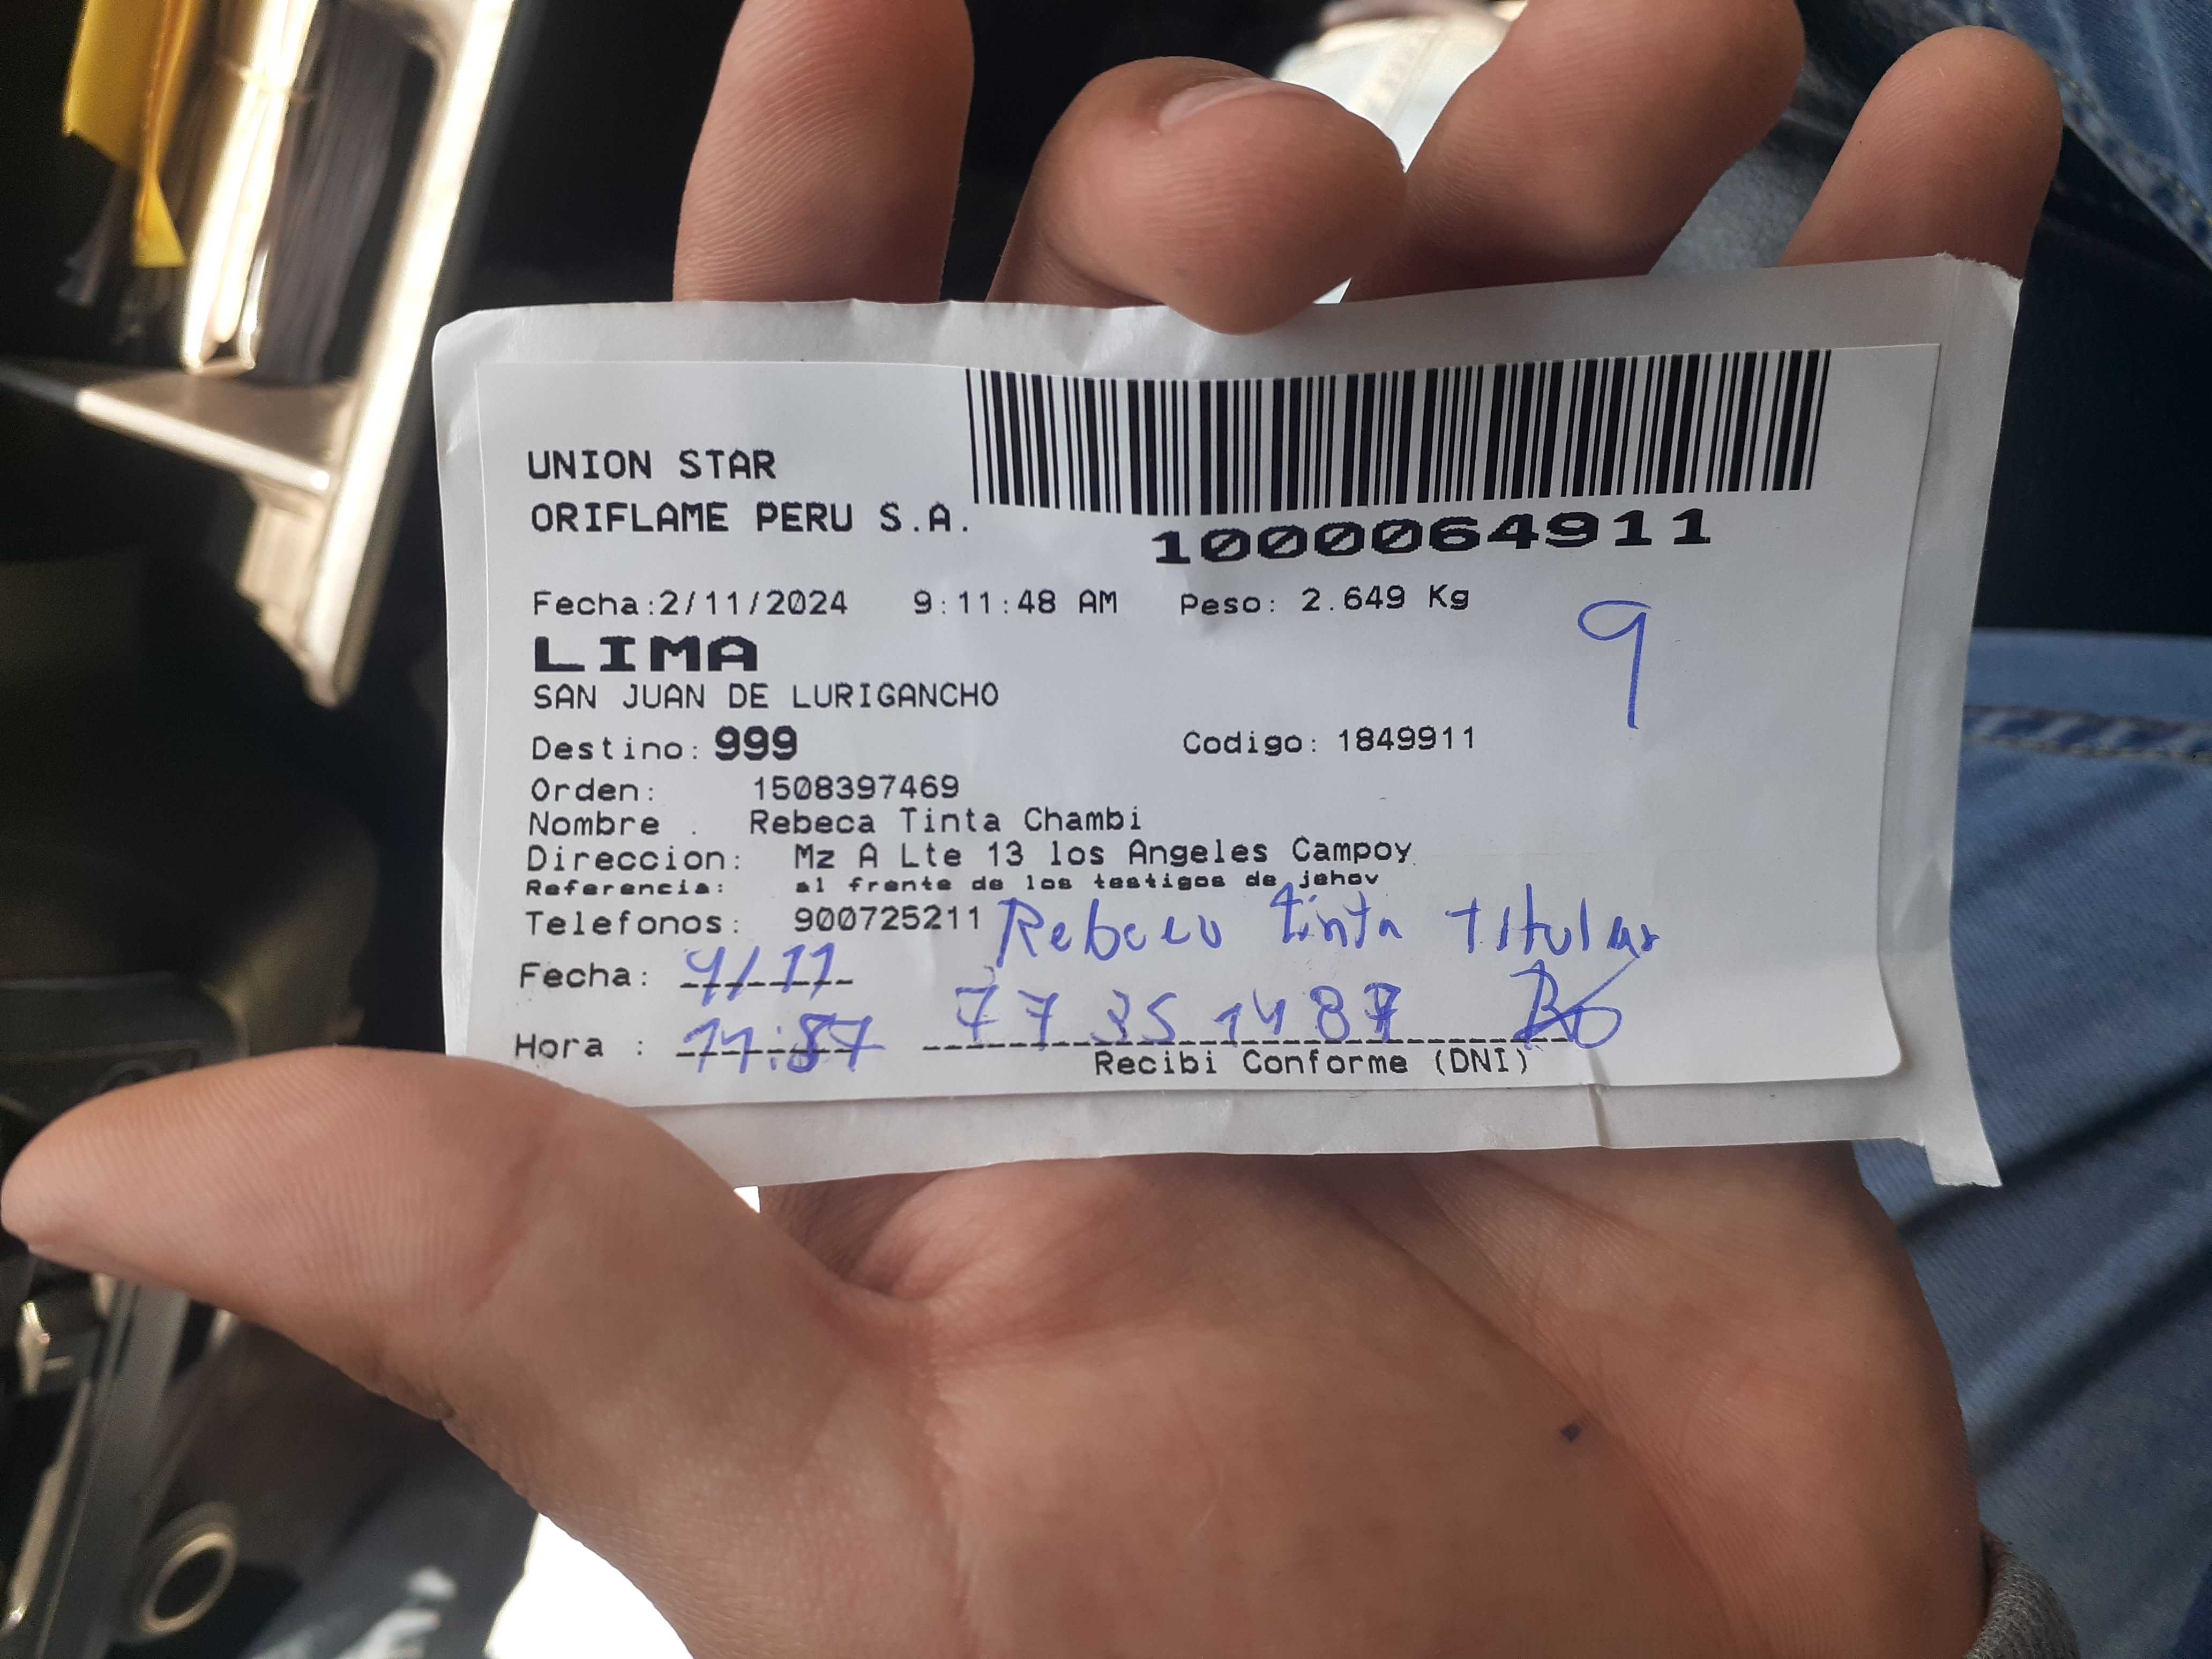 UNION STAR
ORIFLAME PERU S.A.
1000064911
Fecha:2/11/2024 9:11:48 AM Peso: 2.649 Kg
9
LIMA
SAN JUAN DE LURIGANCHO
Destino: 999 Codigo: 1849911
Orden: 1508397469
Nombre . Rebeca Tinta Chambi
Direccion: Mz A Lte 13 los Angeles Campoy
Referencia: al frente de los testigos de jehov
Telefonos: 900725211 Rebeca tinta titular
Fecha: 4/11
Hora : 77351487
Recibi Conforme (DNI)